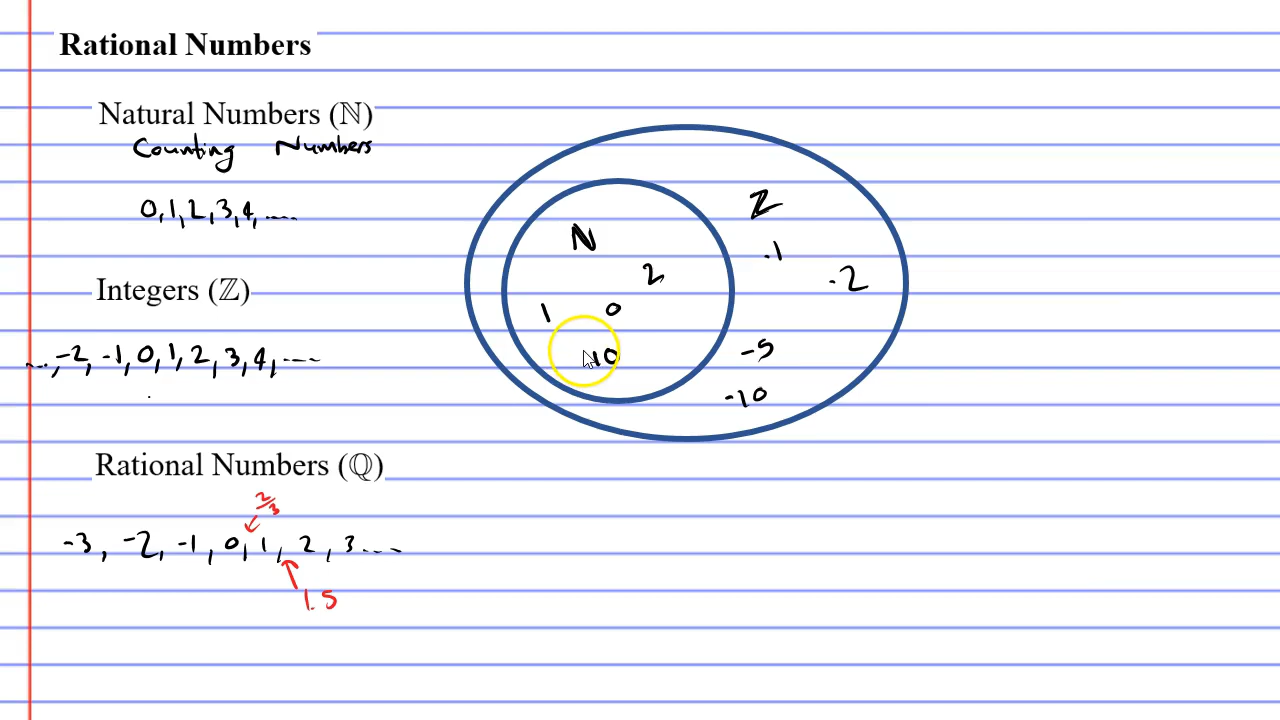 Rational Numbers
Natural Numbers (ℕ)
Counting Numbers
0, 1, 2, 3, 4, .....
Integers (ℤ)
..., -2, -1, 0, 1, 2, 3, 4, .....
Rational Numbers (ℚ)
2/3
-3, -2, -1, 0, 1, 2, 3 ....
1.5
ℕ
2
1 0
10
ℤ
-1
-2
-5
-10